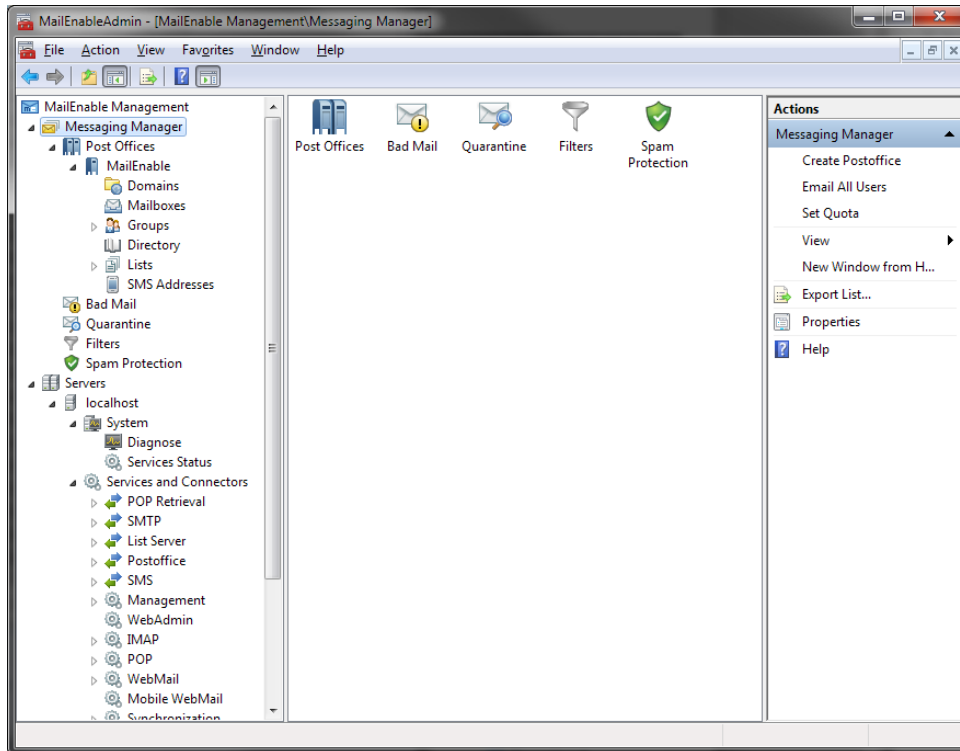 MailEnableAdmin - [MailEnable Management\Messaging Manager]
File Action View Favorites Window Help
MailEnable Management
Messaging Manager
Post Offices
MailEnable
Domains
Mailboxes
Groups
Directory
Lists
SMS Addresses
Bad Mail
Quarantine
Filters
Spam Protection
Servers
localhost
System
Diagnose
Services Status
Services and Connectors
POP Retrieval
SMTP
List Server
Postoffice
SMS
Management
WebAdmin
IMAP
POP
WebMail
Mobile WebMail
Synchronization
Post Offices
Bad Mail
Quarantine
Filters
Spam
Protection
Actions
Messaging Manager
Create Postoffice
Email All Users
Set Quota
View
New Window from H...
Export List...
Properties
Help